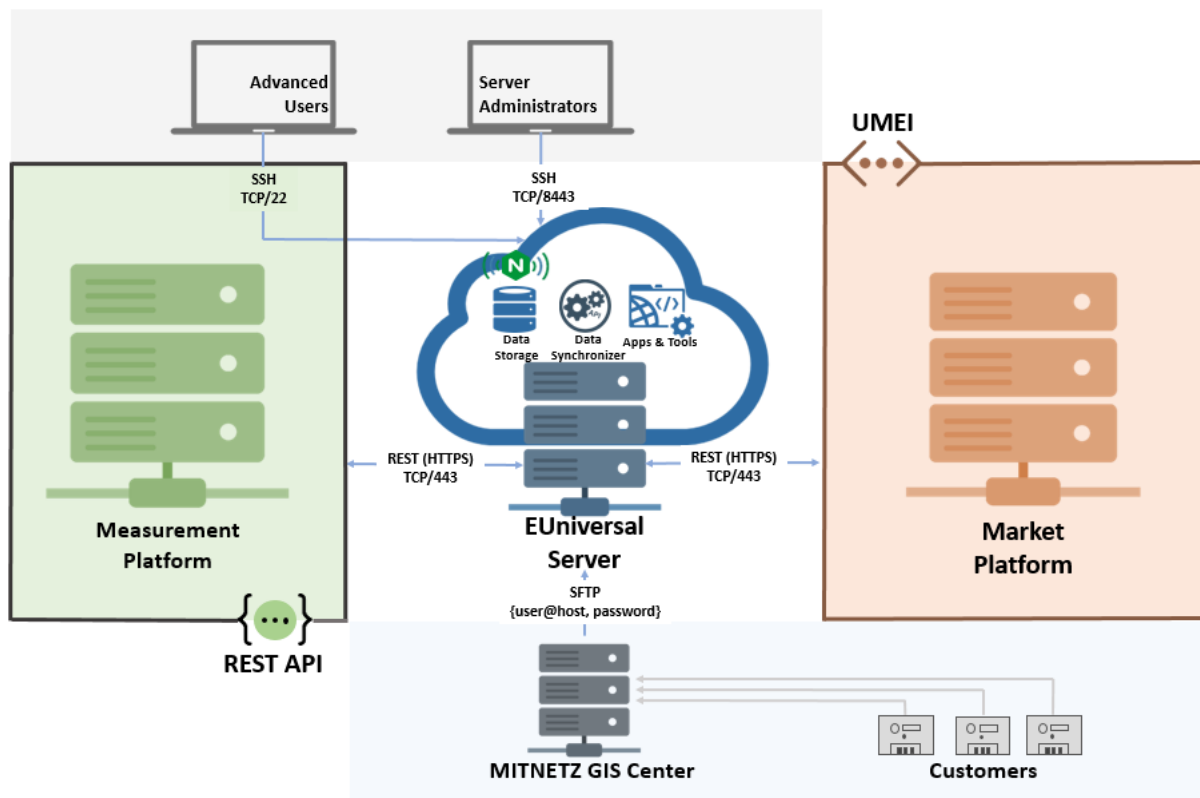 Advanced
Users
Server
Administrators
UMEI
SSH
TCP/22
SSH
TCP/8443
N
Data
Storage
API
Data
Synchronizer
</>
Apps & Tools
REST (HTTPS)
TCP/443
REST (HTTPS)
TCP/443
Measurement
Platform
EUniversal
Server
Market
Platform
SFTP
{user@host, password}
{...}
REST API
MITNETZ GIS Center
Customers